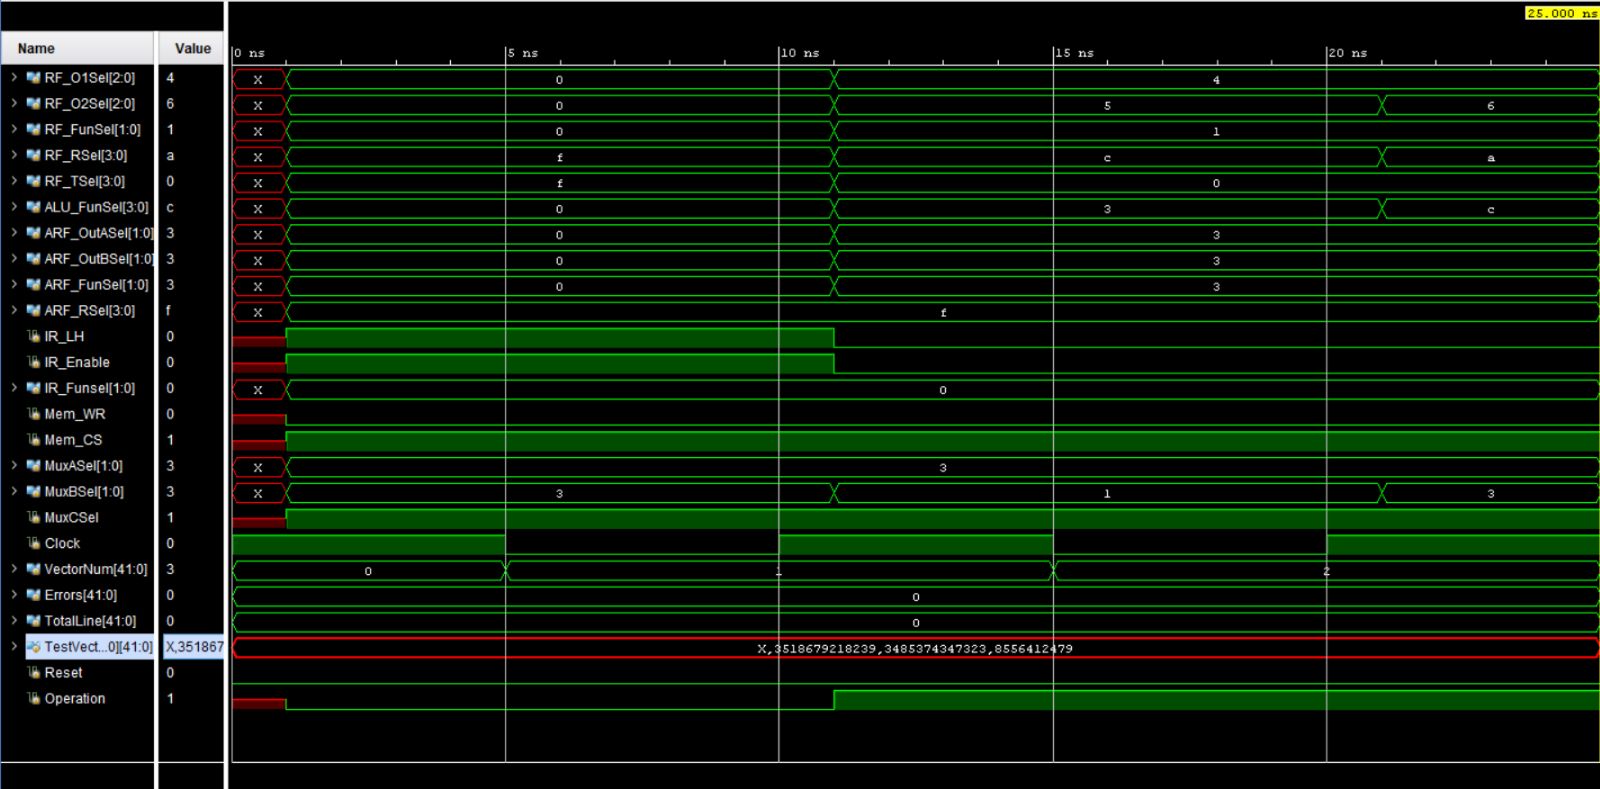 25.000 ns
Name Value 0 ns 5 ns 10 ns 15 ns 20 ns
RF_O1Sel[2:0] 4 X 0 4
RF_O2Sel[2:0] 6 X 0 5 6
RF_FunSel[1:0] 1 X 0 1
RF_RSel[3:0] a X f c a
RF_TSel[3:0] 0 X f 0
ALU_FunSel[3:0] c X 0 3 c
ARF_OutASel[1:0] 3 X 0 3
ARF_OutBSel[1:0] 3 X 0 3
ARF_FunSel[1:0] 3 X 0 3
ARF_RSel[3:0] f X f
IR_LH 0
IR_Enable 0
IR_Funsel[1:0] 0 X 0
Mem_WR 0
Mem_CS 1
MuxASel[1:0] 3 X 3
MuxBSel[1:0] 3 X 3 1 3
MuxCSel 1
Clock 0
VectorNum[41:0] 3 0 1 2
Errors[41:0] 0 0
TotalLine[41:0] 0 0
TestVect...0][41:0] X,351867 X,3518679218239,3485374347323,8556412479
Reset 0
Operation 1